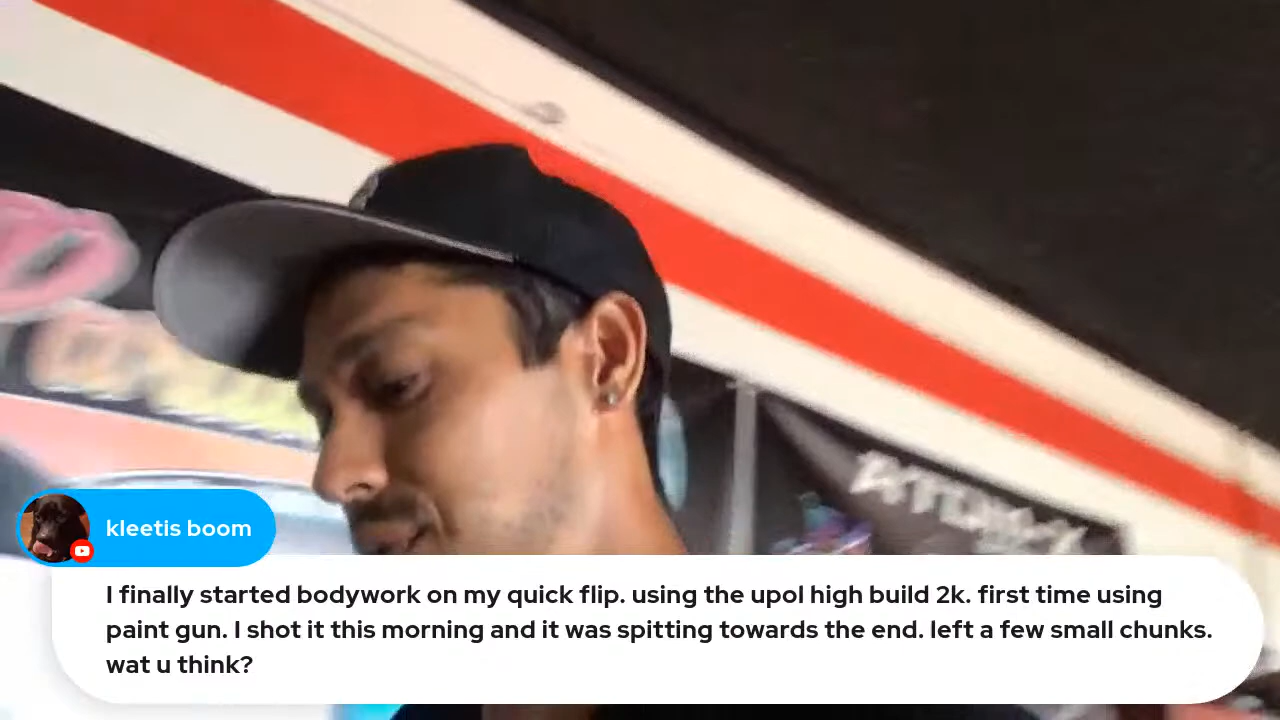 kleetis boom
I finally started bodywork on my quick flip. using the upol high build 2k. first time using
paint gun. I shot it this morning and it was spitting towards the end. left a few small chunks.
wat u think?